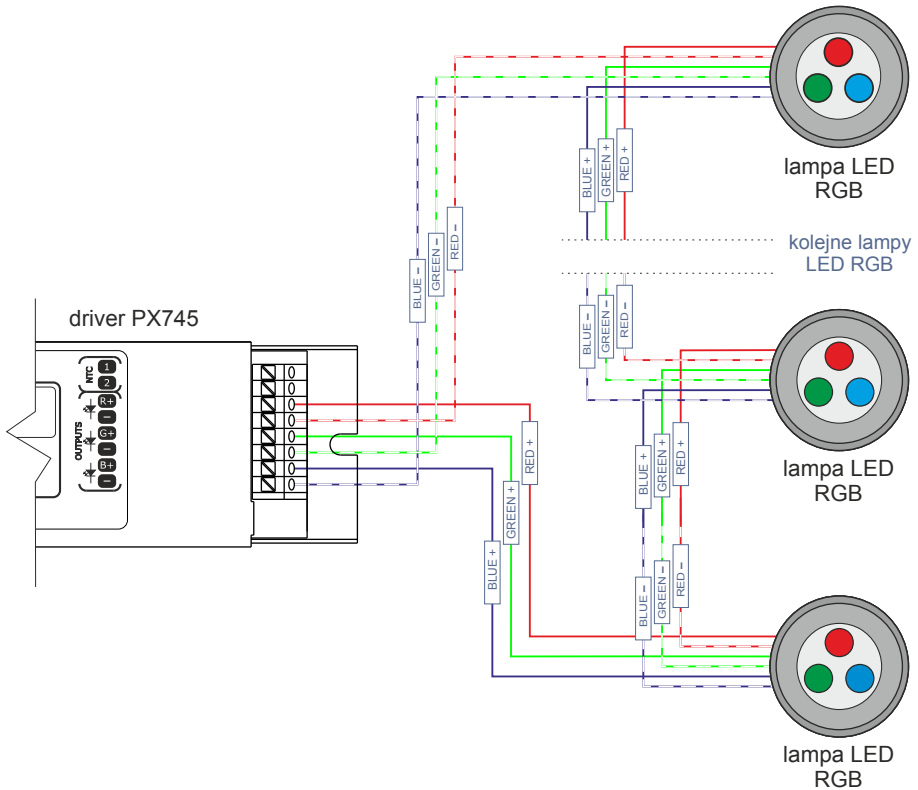 lampa LED
RGB
BLUE +
GREEN +
RED +
BLUE –
GREEN –
RED –
kolejne lampy
LED RGB
driver PX745
NTC
1
2
OUTPUTS
R+
–
G+
–
B+
–
BLUE –
GREEN –
RED –
lampa LED
RGB
RED +
GREEN +
BLUE +
BLUE +
GREEN +
RED +
BLUE –
GREEN –
RED –
lampa LED
RGB